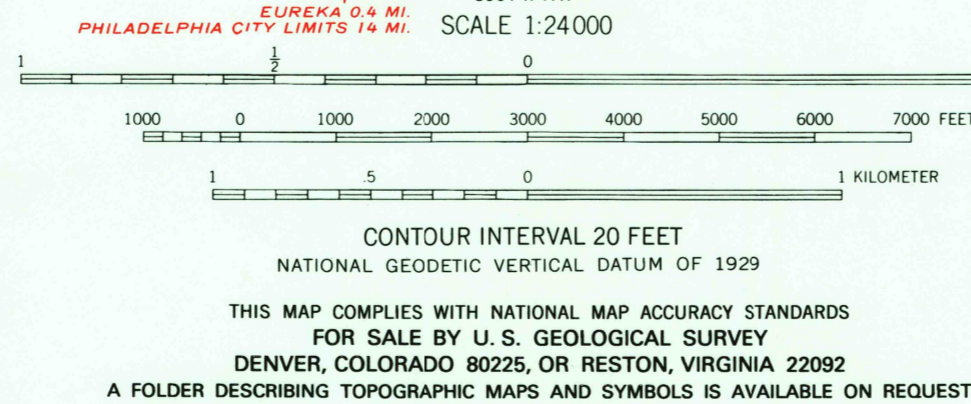 EUREKA 0.4 MI.
PHILADELPHIA CITY LIMITS 14 MI.
SCALE 1:24 000
1 1/2 0
1000 0 1000 2000 3000 4000 5000 6000 7000 FEET
1 .5 0 1 KILOMETER
CONTOUR INTERVAL 20 FEET
NATIONAL GEODETIC VERTICAL DATUM OF 1929
THIS MAP COMPLIES WITH NATIONAL MAP ACCURACY STANDARDS
FOR SALE BY U. S. GEOLOGICAL SURVEY
DENVER, COLORADO 80225, OR RESTON, VIRGINIA 22092
A FOLDER DESCRIBING TOPOGRAPHIC MAPS AND SYMBOLS IS AVAILABLE ON REQUEST